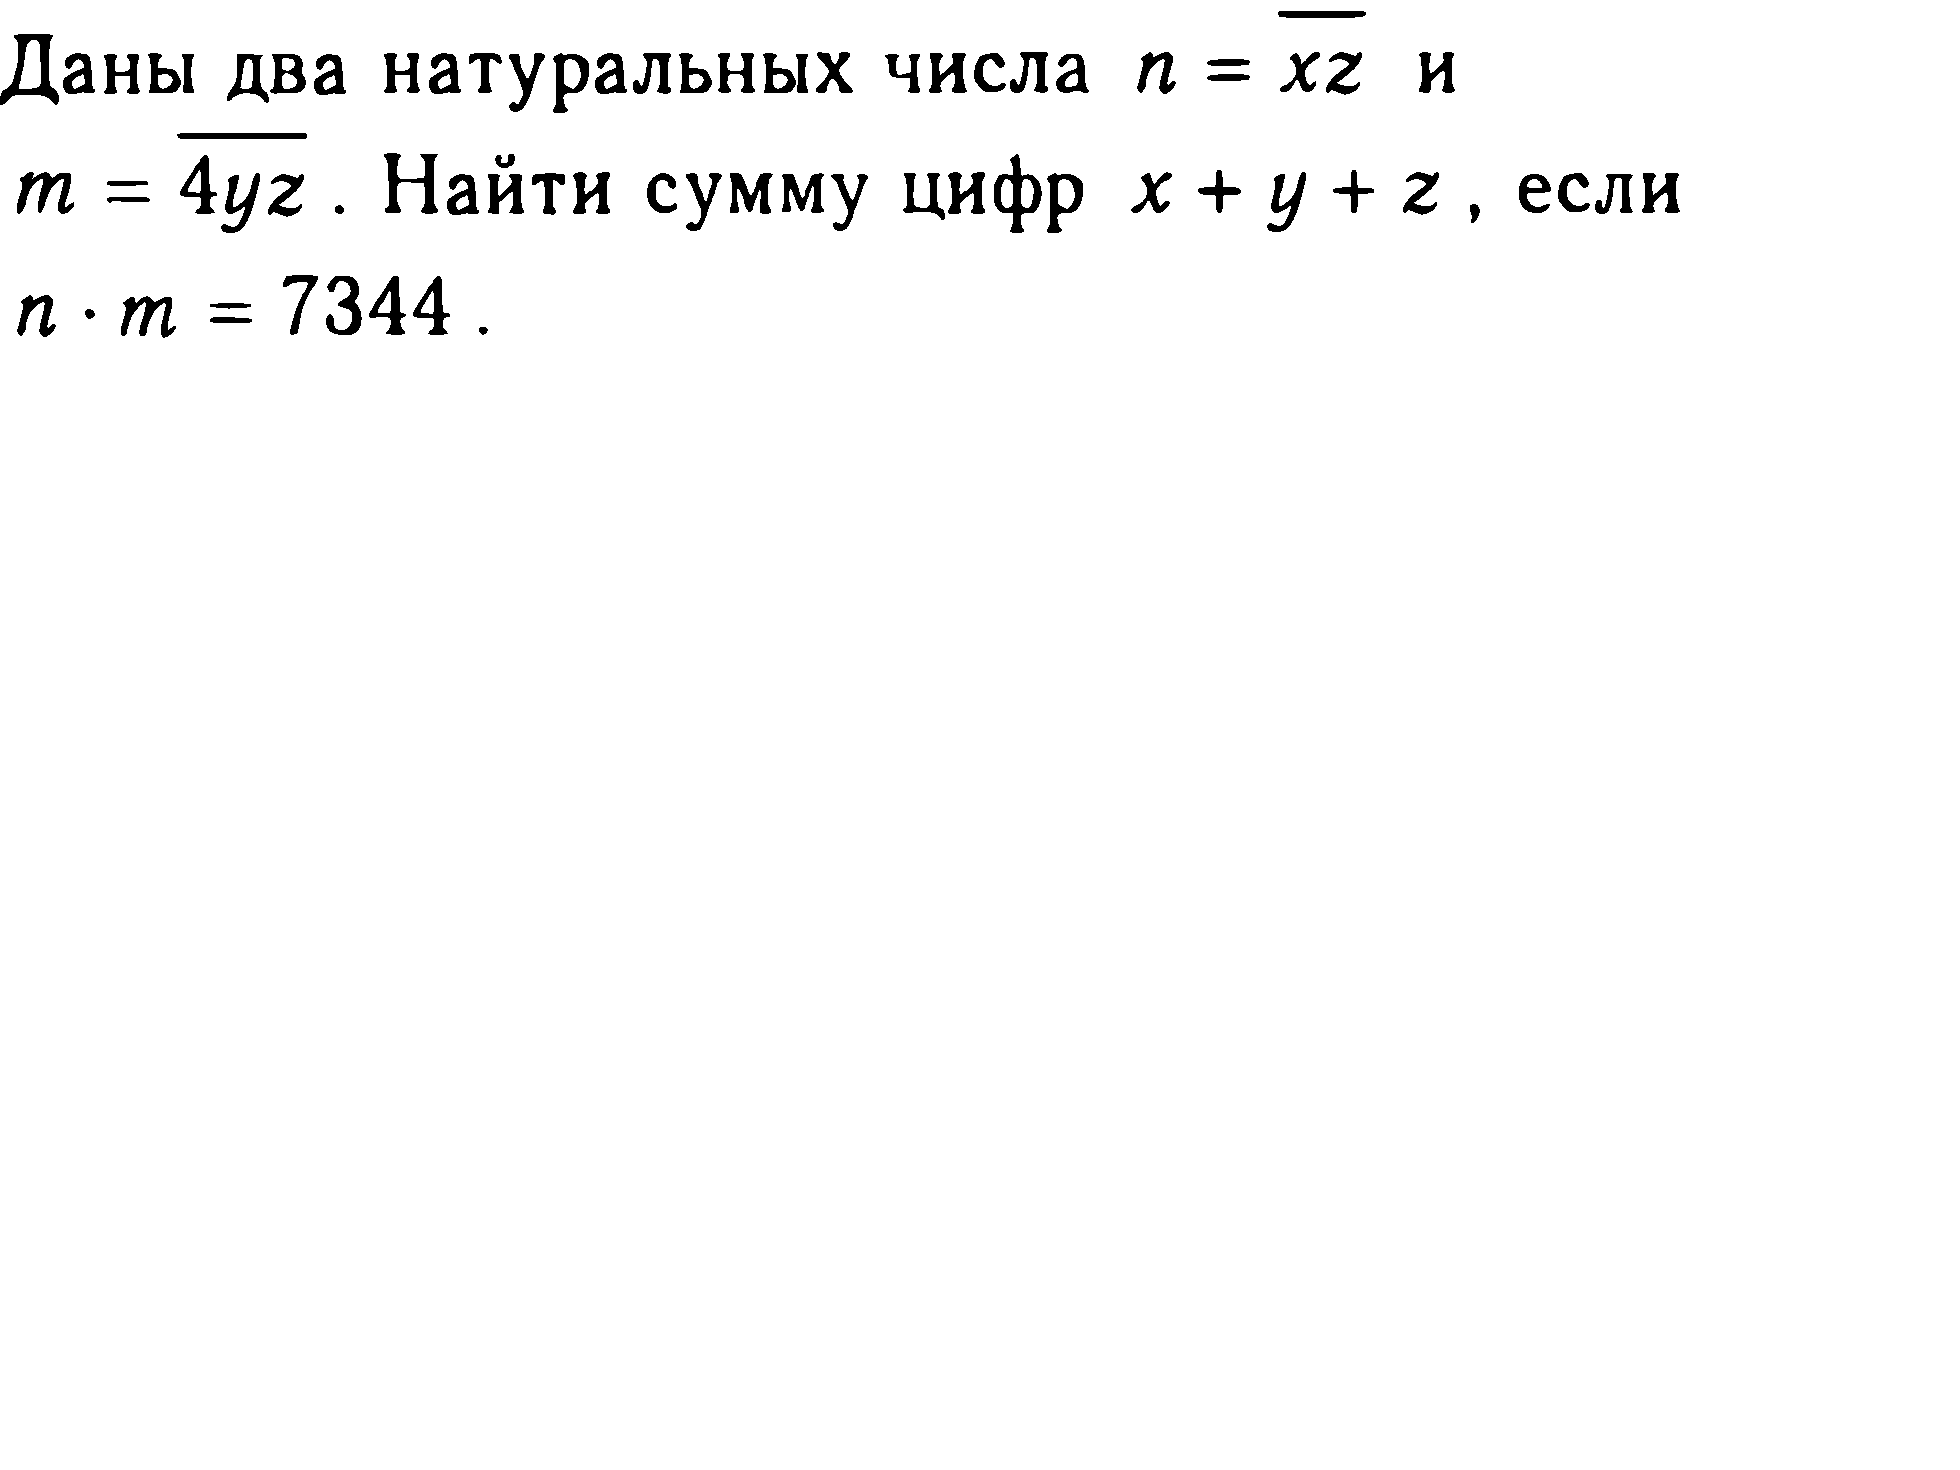 Даны два натуральных числа $n = \overline{xz}$ и
$m = \overline{4yz}$. Найти сумму цифр $x + y + z$, если
$n \cdot m = 7344$.